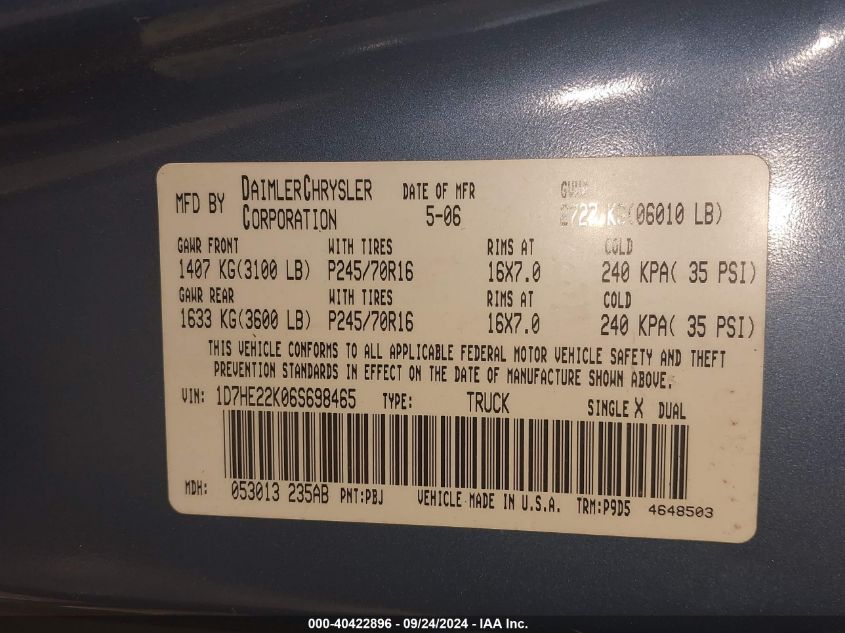 MFD BY DAIMLERCHRYSLER CORPORATION DATE OF MFR 5-06 (06010 LB)
GAWR FRONT WITH TIRES RIMS AT COLD
1407 KG(3100 LB) P245/70R16 16X7.0 240 KPA( 35 PSI)
GAWR REAR WITH TIRES RIMS AT COLD
1633 KG(3600 LB) P245/70R16 16X7.0 240 KPA( 35 PSI)
THIS VEHICLE CONFORMS TO ALL APPLICABLE FEDERAL MOTOR VEHICLE SAFETY AND THEFT
PREVENTION STANDARDS IN EFFECT ON THE DATE OF MANUFACTURE SHOWN ABOVE.
VIN: 1D7HE22K06S698465 TYPE: TRUCK SINGLE X DUAL
MDH: 053013 235AB PNT:PBJ VEHICLE MADE IN U.S.A. TRM:P9D5 4648503
000-40422896 - 09/24/2024 - IAA Inc.